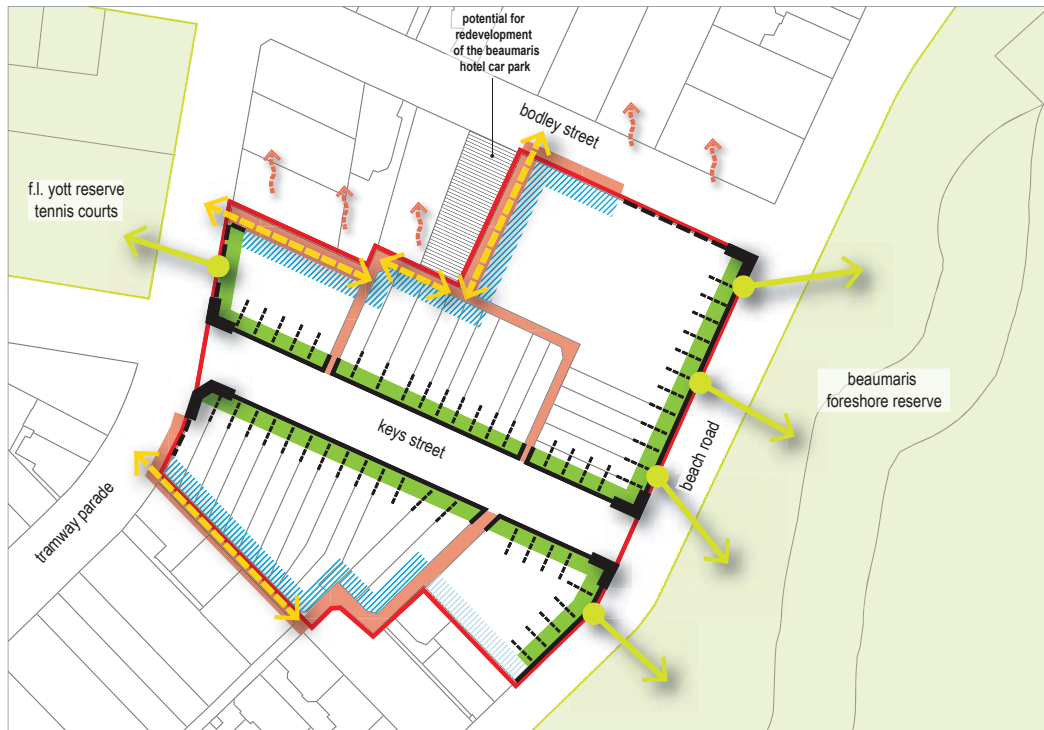 potential for
redevelopment
of the beaumaris
hotel car park
bodley street
f.l. yott reserve
tennis courts
beaumaris
foreshore reserve
keys street
beach road
tramway parade